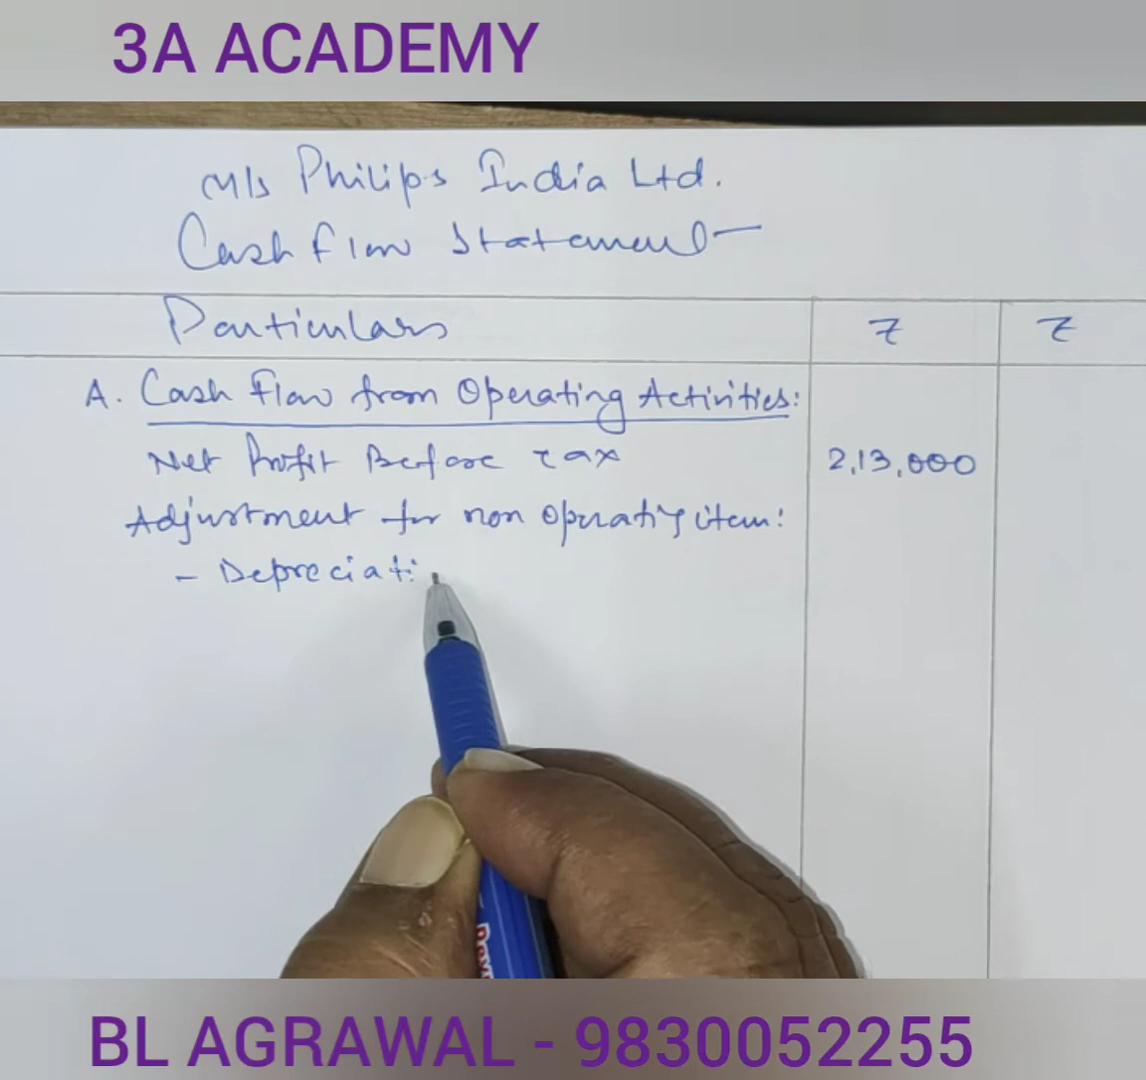 3A ACADEMY
M/s Philips India Ltd.
Cash flow Statement
Particulars ₹ ₹
A. Cash Flow from Operating Activities:
Net Profit Before Tax 2,13,000
Adjustment for non operating item:
- Depreciati
BL AGRAWAL - 9830052255